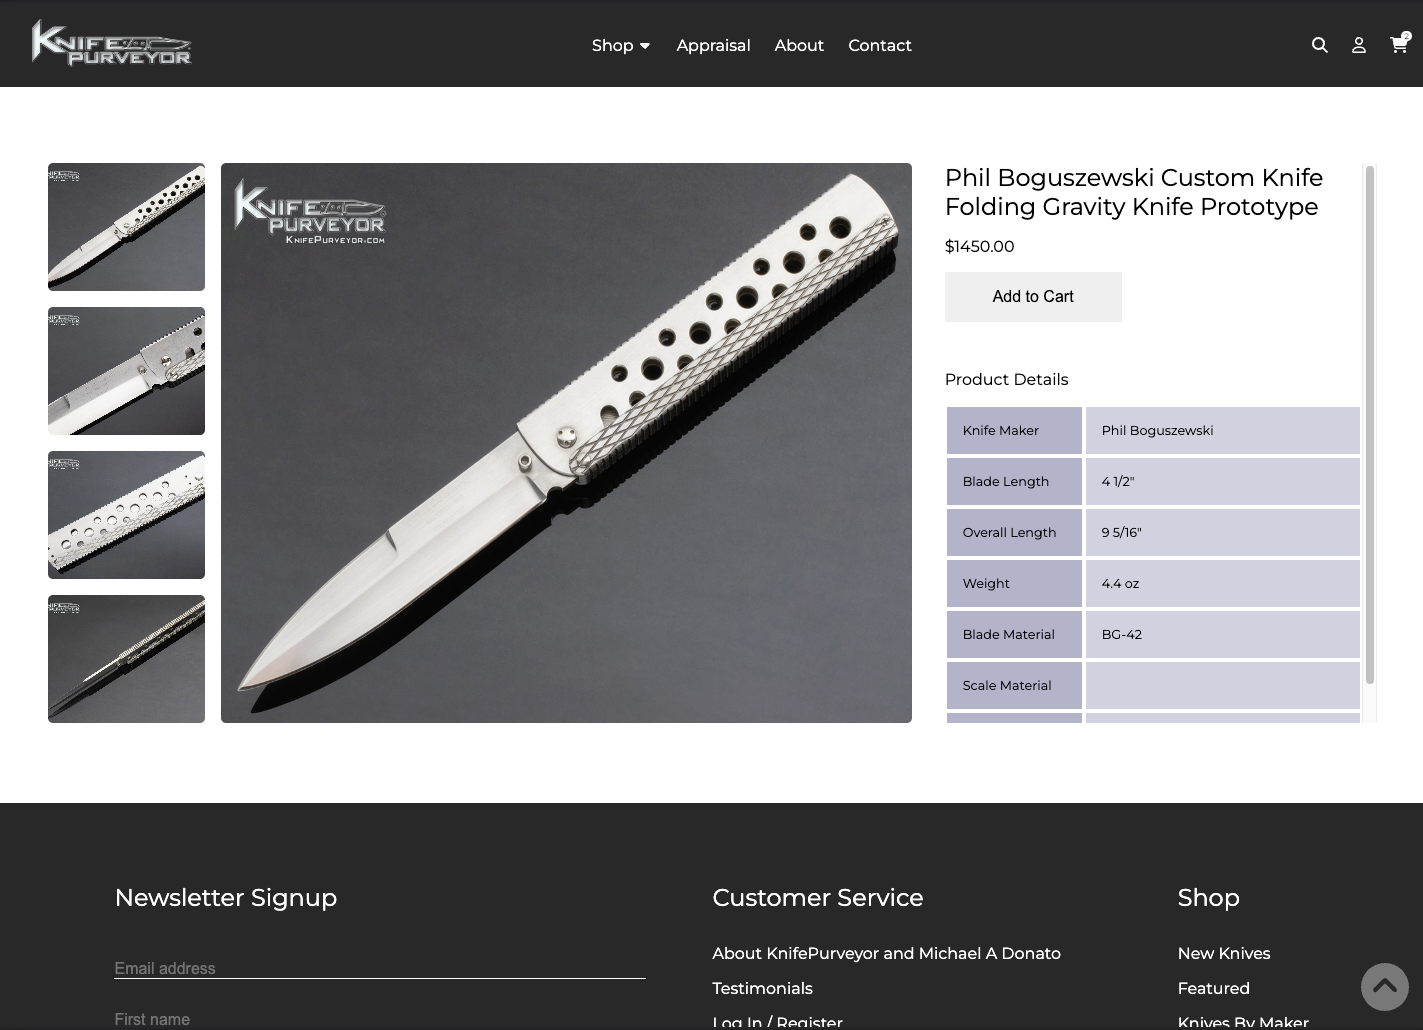 KNIFE
PURVEYOR
Shop
Appraisal
About
Contact
2
KNIFE
PURVEYOR
KNIFEPURVEYOR.COM
Phil Boguszewski Custom Knife
Folding Gravity Knife Prototype
$1450.00
Add to Cart
Product Details
Knife Maker Phil Boguszewski
Blade Length 4 1/2"
Overall Length 9 5/16"
Weight 4.4 oz
Blade Material BG-42
Scale Material
Newsletter Signup
Email address
First name
Customer Service
About KnifePurveyor and Michael A Donato
Testimonials
Log In / Register
Shop
New Knives
Featured
Knives By Maker